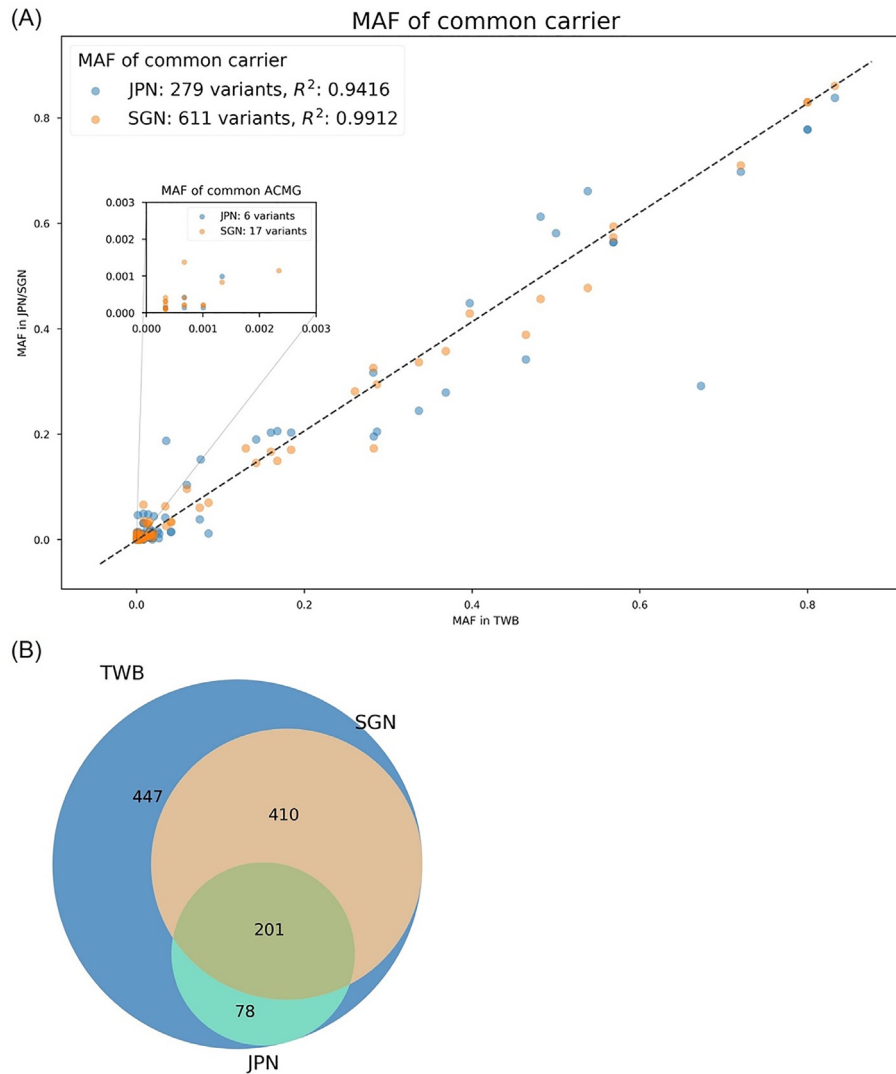 (A)
MAF of common carrier
MAF of common carrier
JPN: 279 variants, R²: 0.9416
SGN: 611 variants, R²: 0.9912
MAF of common ACMG
JPN: 6 variants
SGN: 17 variants
0.003
0.002
0.001
0.000
0.000 0.001 0.002 0.003
MAF in JPN/SGN
0.8
0.6
0.4
0.2
0.0
0.0 0.2 0.4 0.6 0.8
MAF in TWB
(B)
TWB
SGN
447
410
201
78
JPN